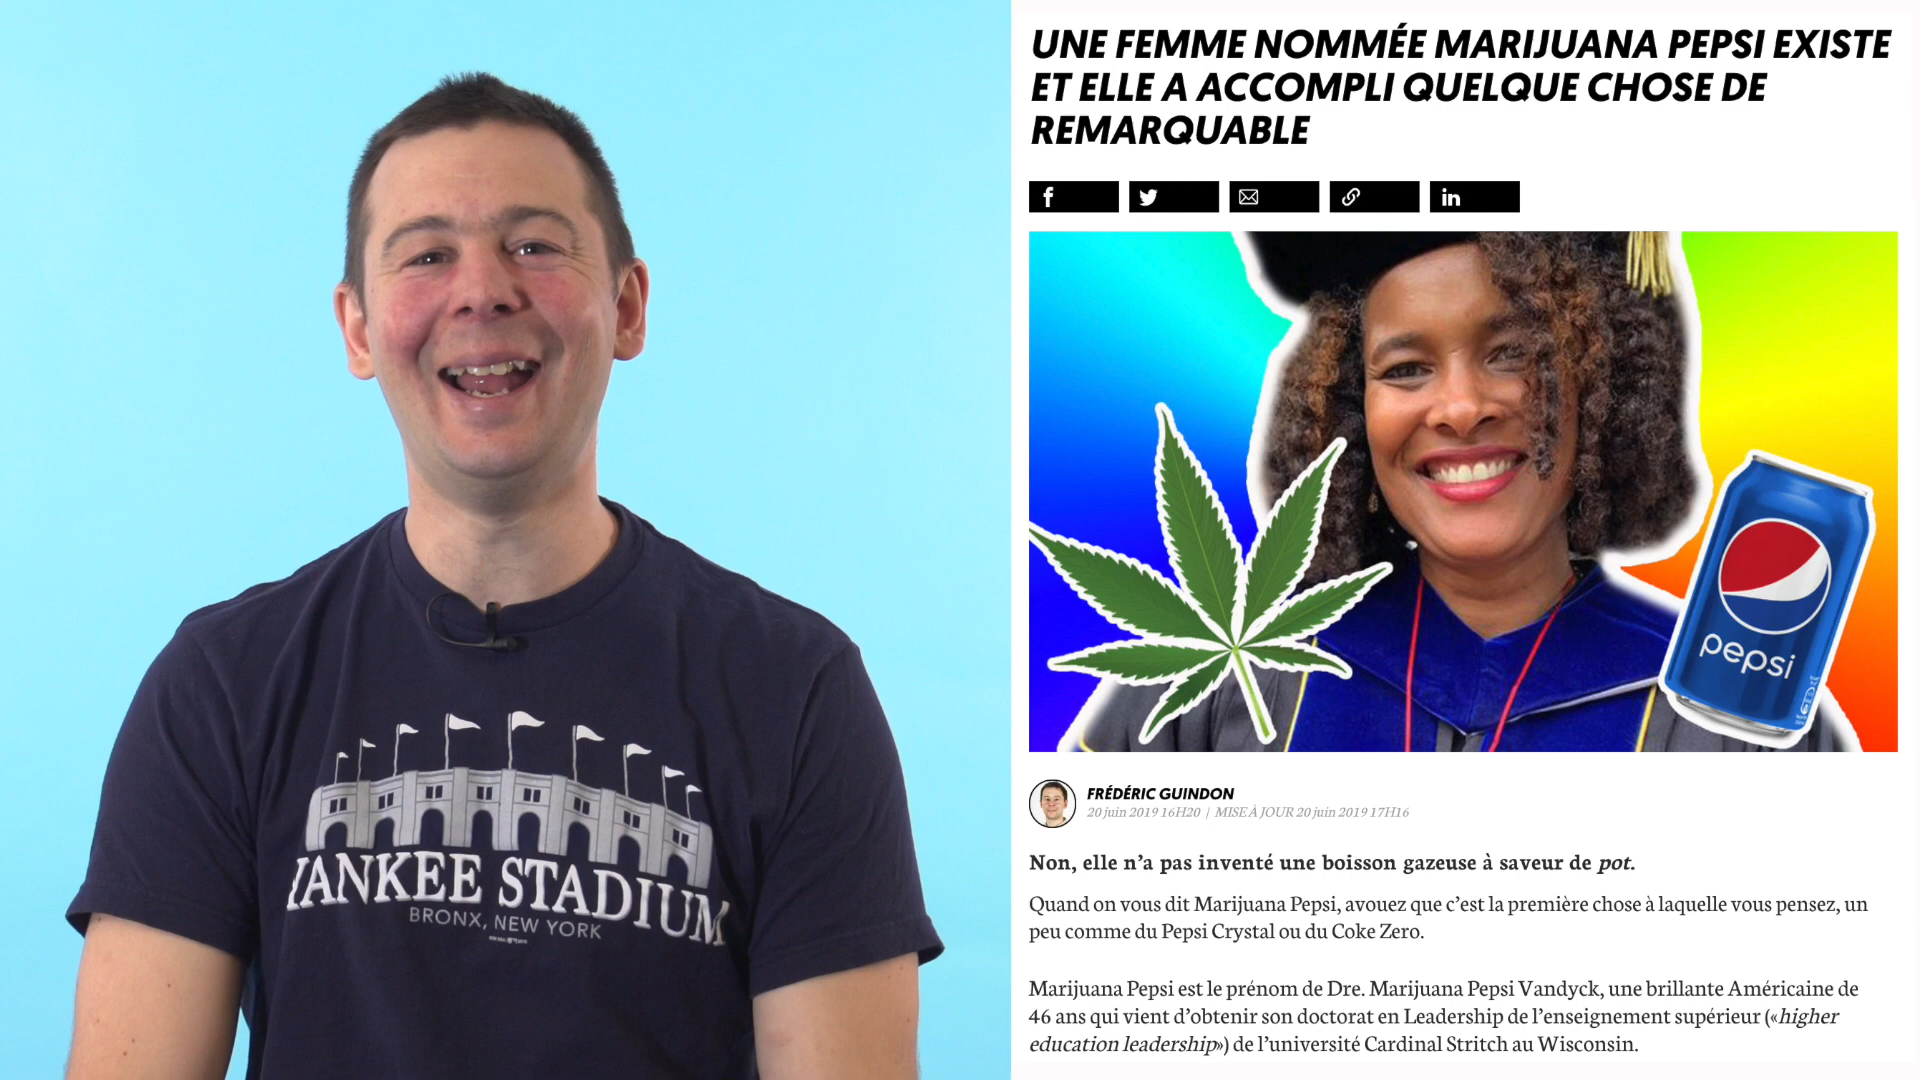 UNE FEMME NOMMÉE MARIJUANA PEPSI EXISTE
ET ELLE A ACCOMPLI QUELQUE CHOSE DE
REMARQUABLE
pepsi
FRÉDÉRIC GUINDON
20 juin 2019 16H20 | MISE À JOUR 20 juin 2019 17H16
Non, elle n’a pas inventé une boisson gazeuse à saveur de pot.
Quand on vous dit Marijuana Pepsi, avouez que c’est la première chose à laquelle vous pensez, un
peu comme du Pepsi Crystal ou du Coke Zero.
Marijuana Pepsi est le prénom de Dre. Marijuana Pepsi Vandyck, une brillante Américaine de
46 ans qui vient d’obtenir son doctorat en Leadership de l’enseignement supérieur («higher
education leadership») de l’université Cardinal Stritch au Wisconsin.
YANKEE STADIUM
BRONX, NEW YORK